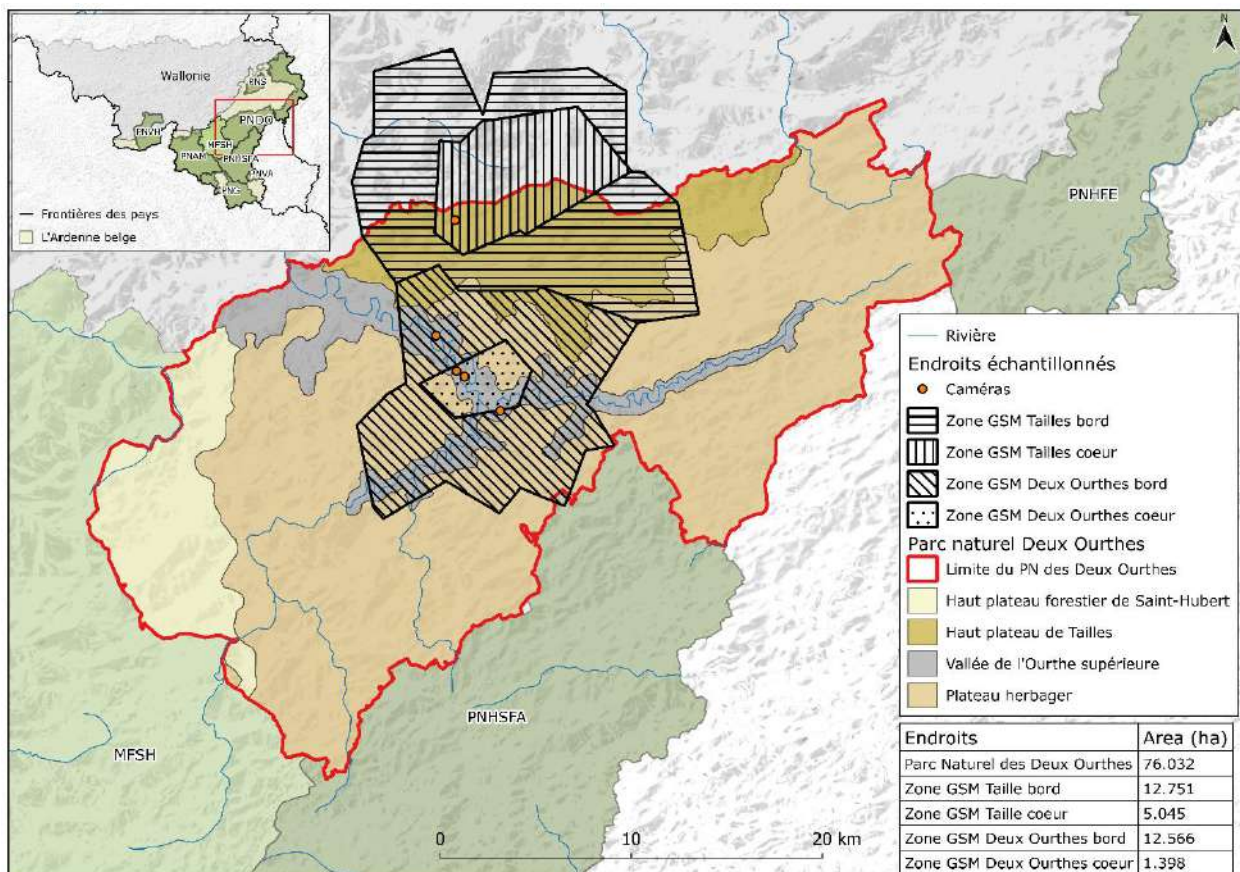 Wallonie
PNS
PNDO
PNVH
MFSH
PNAM
PNHSFA
PNVA
PNG
Frontières des pays
L'Ardenne belge
N
PNHFE
MFSH
PNHSFA
0 10 20 km
Rivière
Endroits échantillonnés
Caméras
Zone GSM Tailles bord
Zone GSM Tailles coeur
Zone GSM Deux Ourthes bord
Zone GSM Deux Ourthes coeur
Parc naturel Deux Ourthes
Limite du PN des Deux Ourthes
Haut plateau forestier de Saint-Hubert
Haut plateau de Tailles
Vallée de l'Ourthe supérieure
Plateau herbager
Endroits Area (ha)
Parc Naturel des Deux Ourthes 76.032
Zone GSM Taille bord 12.751
Zone GSM Taille coeur 5.045
Zone GSM Deux Ourthes bord 12.566
Zone GSM Deux Ourthes coeur 1.398